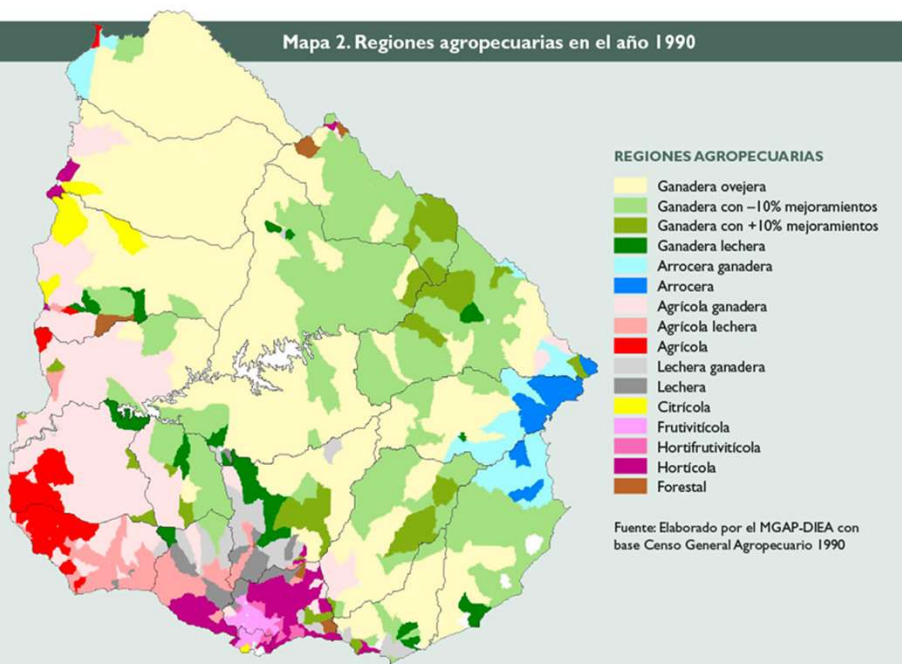 Mapa 2. Regiones agropecuarias en el año 1990
REGIONES AGROPECUARIAS
Ganadera ovejera
Ganadera con –10% mejoramientos
Ganadera con +10% mejoramientos
Ganadera lechera
Arrocera ganadera
Arrocera
Agrícola ganadera
Agrícola lechera
Agrícola
Lechera ganadera
Lechera
Citrícola
Frutivitícola
Hortifrutivitícola
Hortícola
Forestal
Fuente: Elaborado por el MGAP-DIEA con
base Censo General Agropecuario 1990